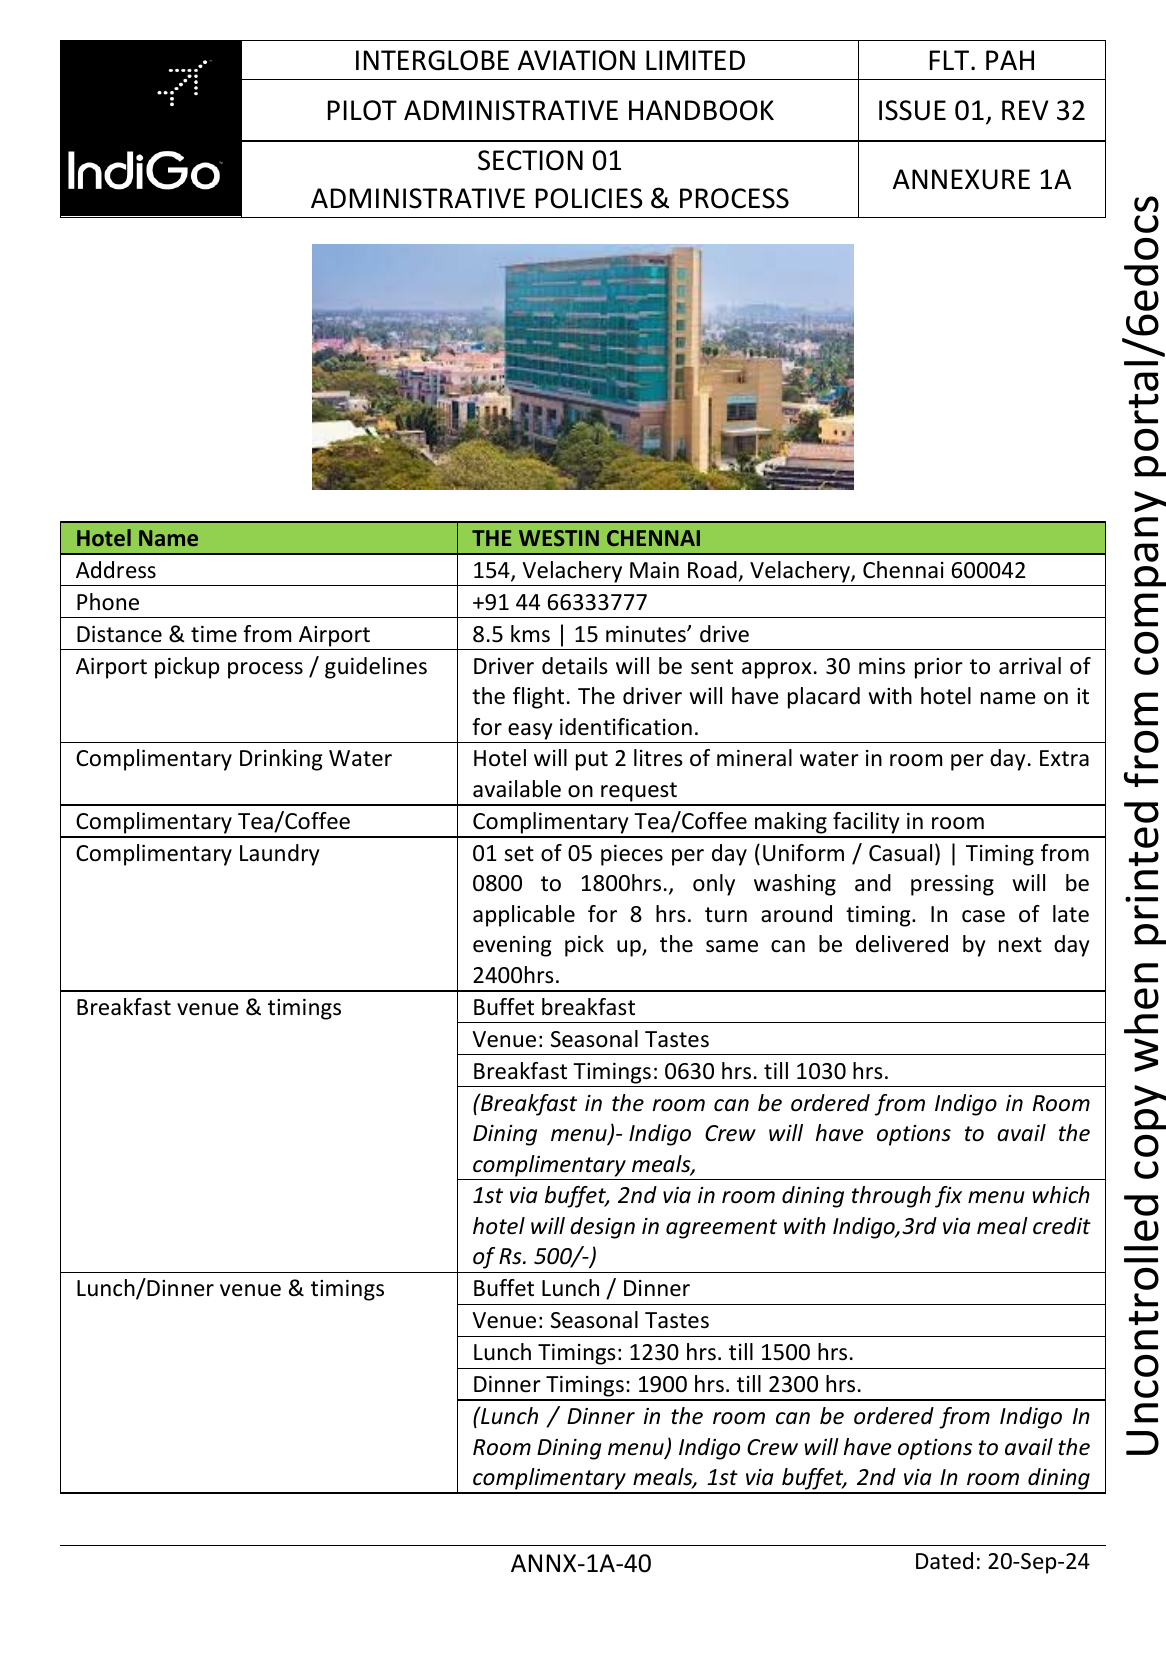 IndiGo
INTERGLOBE AVIATION LIMITED
FLT. PAH
PILOT ADMINISTRATIVE HANDBOOK
ISSUE 01, REV 32
SECTION 01
ADMINISTRATIVE POLICIES & PROCESS
ANNEXURE 1A
Hotel Name
THE WESTIN CHENNAI
Address
154, Velachery Main Road, Velachery, Chennai 600042
Phone
+91 44 66333777
Distance & time from Airport
8.5 kms | 15 minutes’ drive
Airport pickup process / guidelines
Driver details will be sent approx. 30 mins prior to arrival of
the flight. The driver will have placard with hotel name on it
for easy identification.
Complimentary Drinking Water
Hotel will put 2 litres of mineral water in room per day. Extra
available on request
Complimentary Tea/Coffee
Complimentary Tea/Coffee making facility in room
Complimentary Laundry
01 set of 05 pieces per day (Uniform / Casual) | Timing from
0800 to 1800hrs., only washing and pressing will be
applicable for 8 hrs. turn around timing. In case of late
evening pick up, the same can be delivered by next day
2400hrs.
Breakfast venue & timings
Buffet breakfast
Venue: Seasonal Tastes
Breakfast Timings: 0630 hrs. till 1030 hrs.
(Breakfast in the room can be ordered from Indigo in Room
Dining menu)- Indigo Crew will have options to avail the
complimentary meals,
1st via buffet, 2nd via in room dining through fix menu which
hotel will design in agreement with Indigo,3rd via meal credit
of Rs. 500/-)
Lunch/Dinner venue & timings
Buffet Lunch / Dinner
Venue: Seasonal Tastes
Lunch Timings: 1230 hrs. till 1500 hrs.
Dinner Timings: 1900 hrs. till 2300 hrs.
(Lunch / Dinner in the room can be ordered from Indigo In
Room Dining menu) Indigo Crew will have options to avail the
complimentary meals, 1st via buffet, 2nd via In room dining
ANNX-1A-40
Dated: 20-Sep-24
Uncontrolled copy when printed from company portal/6edocs